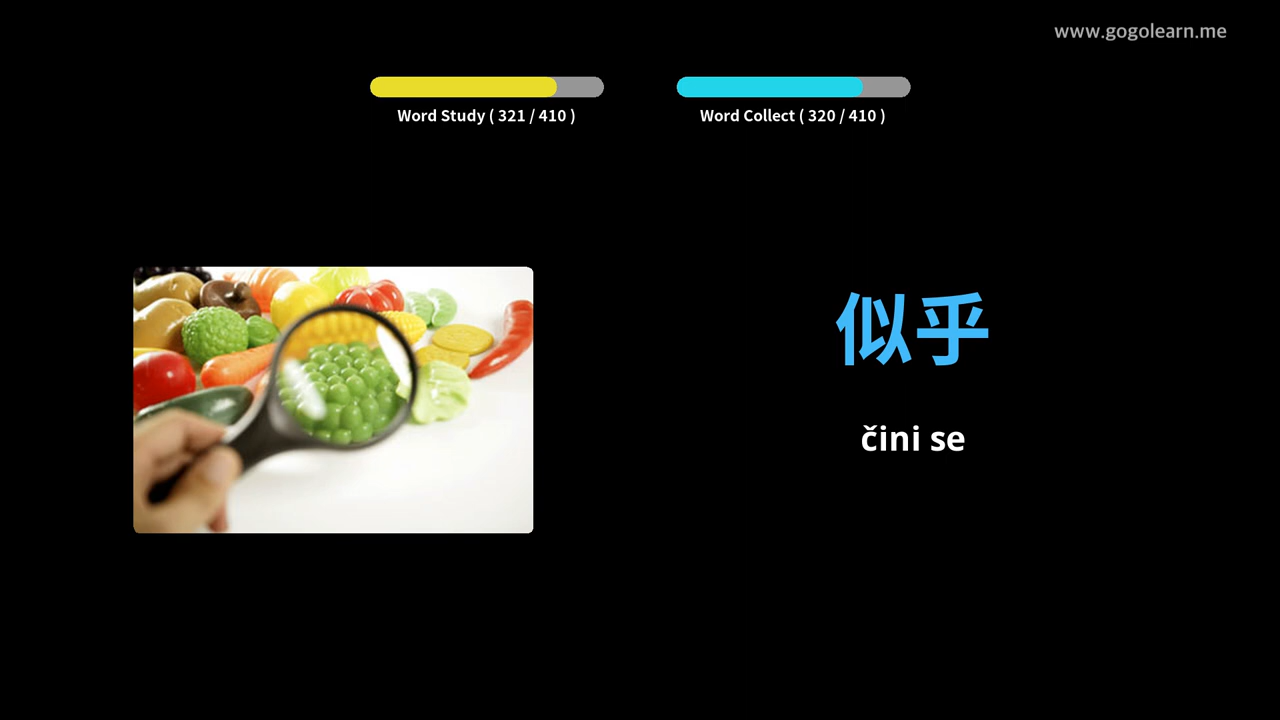 www.gogolearn.me
Word Study ( 321 / 410 )
Word Collect ( 320 / 410 )
似乎
čini se